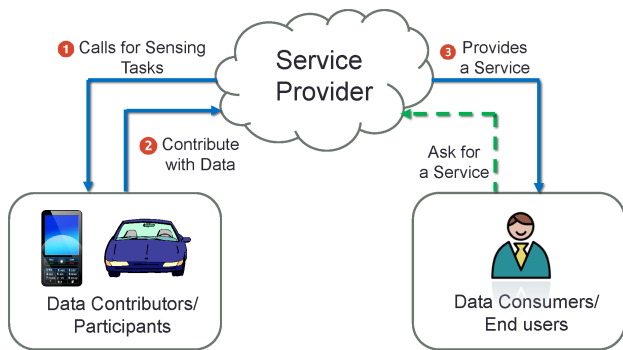 1 Calls for Sensing
Tasks
Service
Provider
3 Provides
a Service
2 Contribute
with Data
Ask for
a Service
Data Contributors/
Participants
Data Consumers/
End users